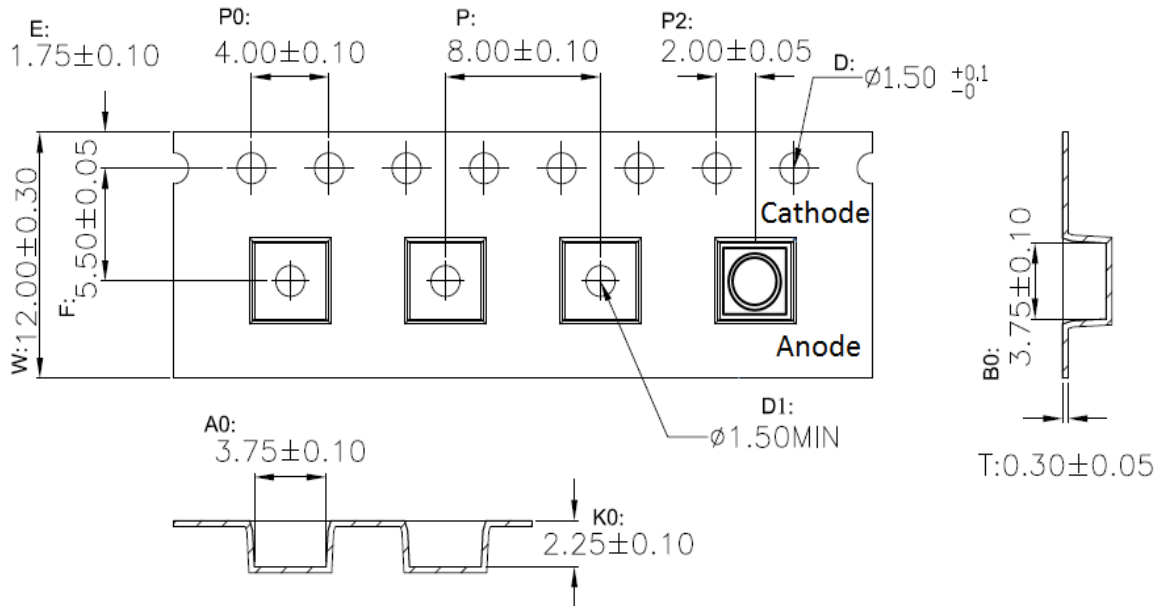 E:
1.75±0.10
P0:
4.00±0.10
P:
8.00±0.10
P2:
2.00±0.05
D:
⌀1.50 +0.1 -0
W:12.00±0.30
F:5.50±0.05
Cathode
Anode
B0:
3.75±0.10
D1:
⌀1.50MIN
T:0.30±0.05
A0:
3.75±0.10
K0:
2.25±0.10